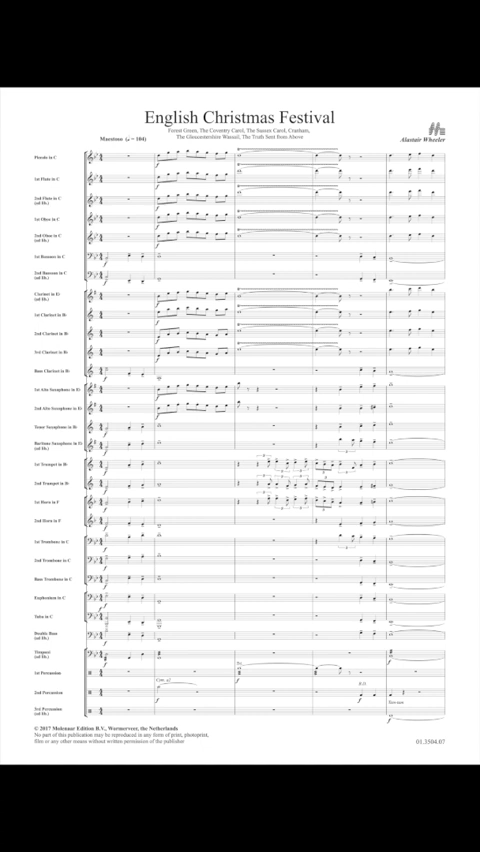 English Christmas Festival
Forest Green, The Coventry Carol, The Sussex Carol, Cranham,
The Gloucestershire Wassail, The Truth Sent from Above
Maestoso (♩ = 104)
Alastair Wheeler
Piccolo in C
1st Flute in C
2nd Flute in C
(ad lib.)
1st Oboe in C
2nd Oboe in C
(ad lib.)
1st Bassoon in C
2nd Bassoon in C
(ad lib.)
Clarinet in E♭
(ad lib.)
1st Clarinet in B♭
2nd Clarinet in B♭
3rd Clarinet in B♭
Bass Clarinet in B♭
1st Alto Saxophone in E♭
2nd Alto Saxophone in E♭
Tenor Saxophone in B♭
Baritone Saxophone in E♭
(ad lib.)
1st Trumpet in B♭
2nd Trumpet in B♭
1st Horn in F
2nd Horn in F
1st Trombone in C
2nd Trombone in C
Bass Trombone in C
Euphonium in C
Tuba in C
Double Bass
(ad lib.)
Timpani
(ad lib.)
1st Percussion
2nd Percussion
3rd Percussion
(ad lib.)
© 2017 Molenaar Edition B.V., Wormerveer, the Netherlands
No part of this publication may be reproduced in any form of print, photoprint,
film or any other means without written permission of the publisher
01.3504.07